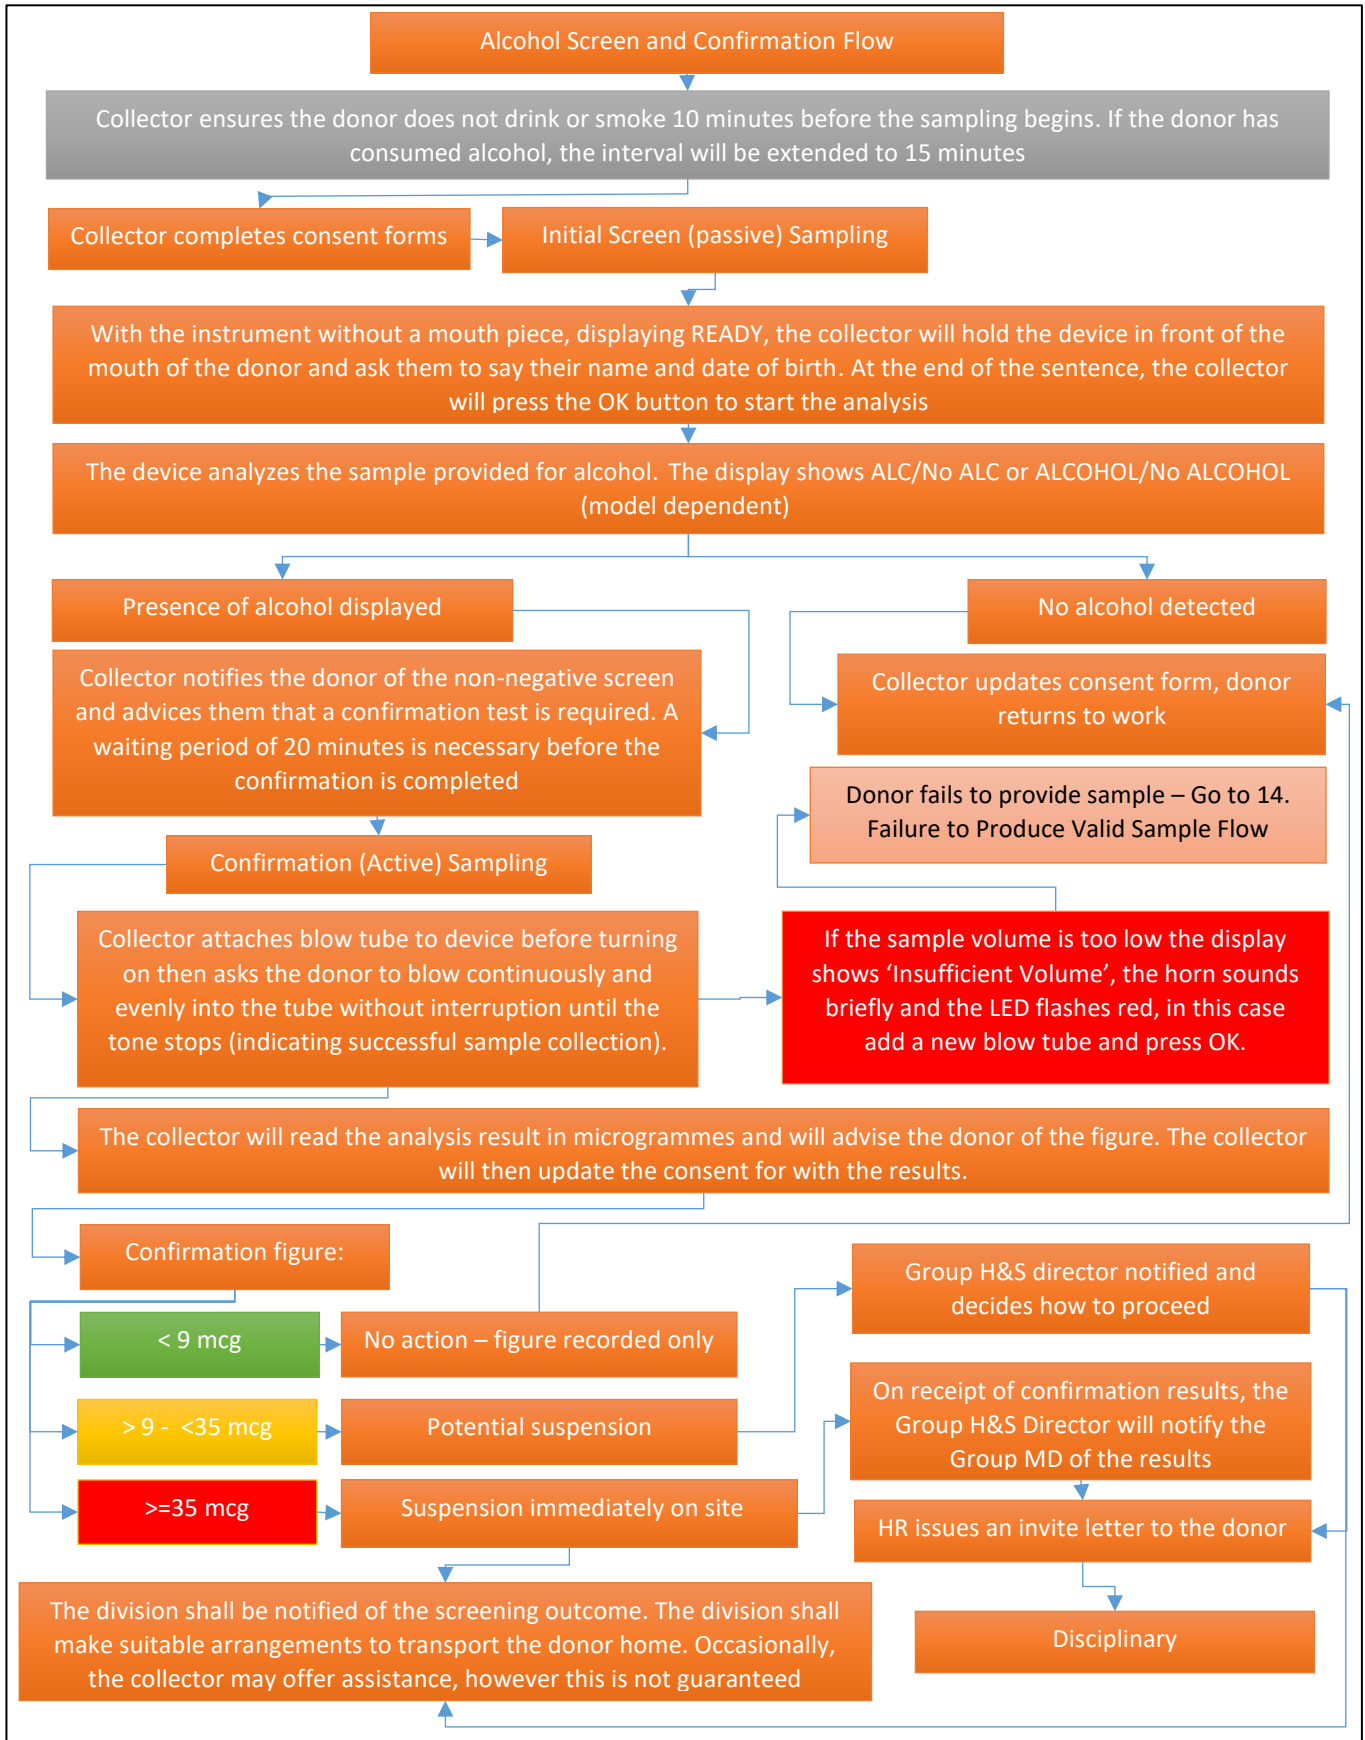 Alcohol Screen and Confirmation Flow
Collector ensures the donor does not drink or smoke 10 minutes before the sampling begins. If the donor has
consumed alcohol, the interval will be extended to 15 minutes
Collector completes consent forms
Initial Screen (passive) Sampling
With the instrument without a mouth piece, displaying READY, the collector will hold the device in front of the
mouth of the donor and ask them to say their name and date of birth. At the end of the sentence, the collector
will press the OK button to start the analysis
The device analyzes the sample provided for alcohol. The display shows ALC/No ALC or ALCOHOL/No ALCOHOL
(model dependent)
Presence of alcohol displayed
No alcohol detected
Collector notifies the donor of the non-negative screen
and advices them that a confirmation test is required. A
waiting period of 20 minutes is necessary before the
confirmation is completed
Collector updates consent form, donor
returns to work
Donor fails to provide sample – Go to 14.
Failure to Produce Valid Sample Flow
Confirmation (Active) Sampling
Collector attaches blow tube to device before turning
on then asks the donor to blow continuously and
evenly into the tube without interruption until the
tone stops (indicating successful sample collection).
If the sample volume is too low the display
shows ‘Insufficient Volume’, the horn sounds
briefly and the LED flashes red, in this case
add a new blow tube and press OK.
The collector will read the analysis result in microgrammes and will advise the donor of the figure. The collector
will then update the consent for with the results.
Confirmation figure:
Group H&S director notified and
decides how to proceed
< 9 mcg
No action – figure recorded only
> 9 - <35 mcg
Potential suspension
On receipt of confirmation results, the
Group H&S Director will notify the
Group MD of the results
>=35 mcg
Suspension immediately on site
HR issues an invite letter to the donor
The division shall be notified of the screening outcome. The division shall
make suitable arrangements to transport the donor home. Occasionally,
the collector may offer assistance, however this is not guaranteed
Disciplinary